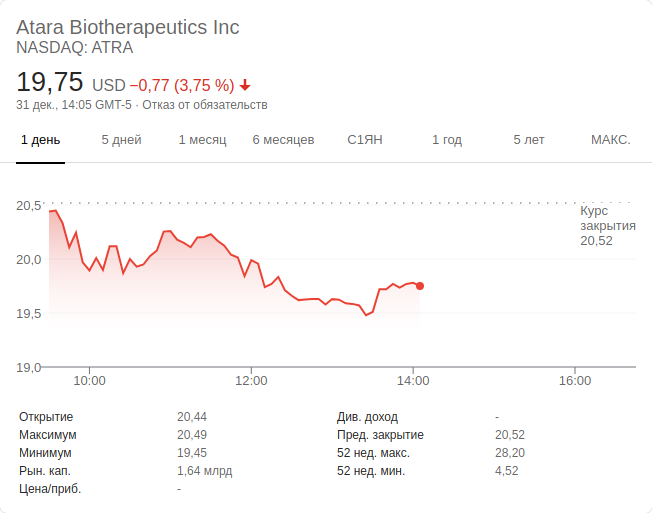 Atara Biotherapeutics Inc
NASDAQ: ATRA
19,75 USD −0,77 (3,75 %)
31 дек., 14:05 GMT-5 · Отказ от обязательств
1 день 5 дней 1 месяц 6 месяцев С1ЯН 1 год 5 лет МАКС.
20,5
Курс
закрытия
20,52
20,0
19,5
19,0
10:00 12:00 14:00 16:00
Открытие 20,44 Див. доход -
Максимум 20,49 Пред. закрытие 20,52
Минимум 19,45 52 нед. макс. 28,20
Рын. кап. 1,64 млрд 52 нед. мин. 4,52
Цена/приб. -